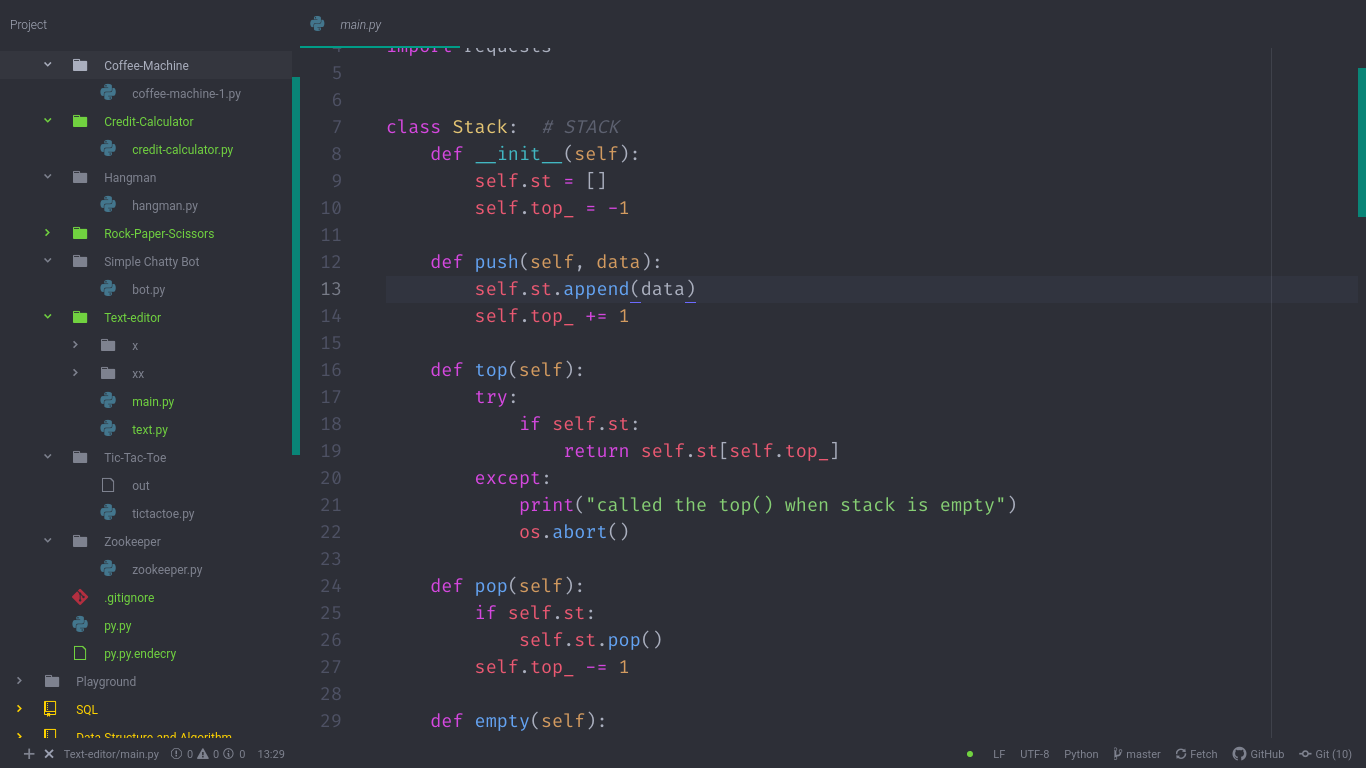 Project
main.py
Coffee-Machine
coffee-machine-1.py
Credit-Calculator
credit-calculator.py
Hangman
hangman.py
Rock-Paper-Scissors
Simple Chatty Bot
bot.py
Text-editor
x
xx
main.py
text.py
Tic-Tac-Toe
out
tictactoe.py
Zookeeper
zookeeper.py
.gitignore
py.py
py.py.endecry
Playground
SQL
Data Structure and Algorithm
4 import requests
5
6
7 class Stack:  # STACK
8     def __init__(self):
9         self.st = []
10         self.top_ = -1
11
12     def push(self, data):
13         self.st.append(data)
14         self.top_ += 1
15
16     def top(self):
17         try:
18             if self.st:
19                 return self.st[self.top_]
20         except:
21             print("called the top() when stack is empty")
22             os.abort()
23
24     def pop(self):
25         if self.st:
26             self.st.pop()
27         self.top_ -= 1
28
29     def empty(self):
Text-editor/main.py 0 0 0 13:29 LF UTF-8 Python master Fetch GitHub Git (10)